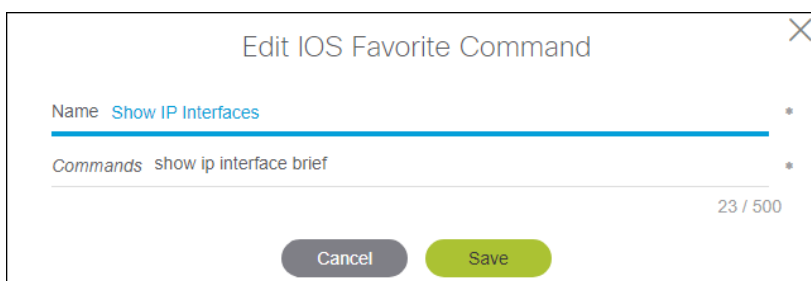 Edit IOS Favorite Command
Name Show IP Interfaces *
Commands show ip interface brief *
23 / 500
Cancel Save